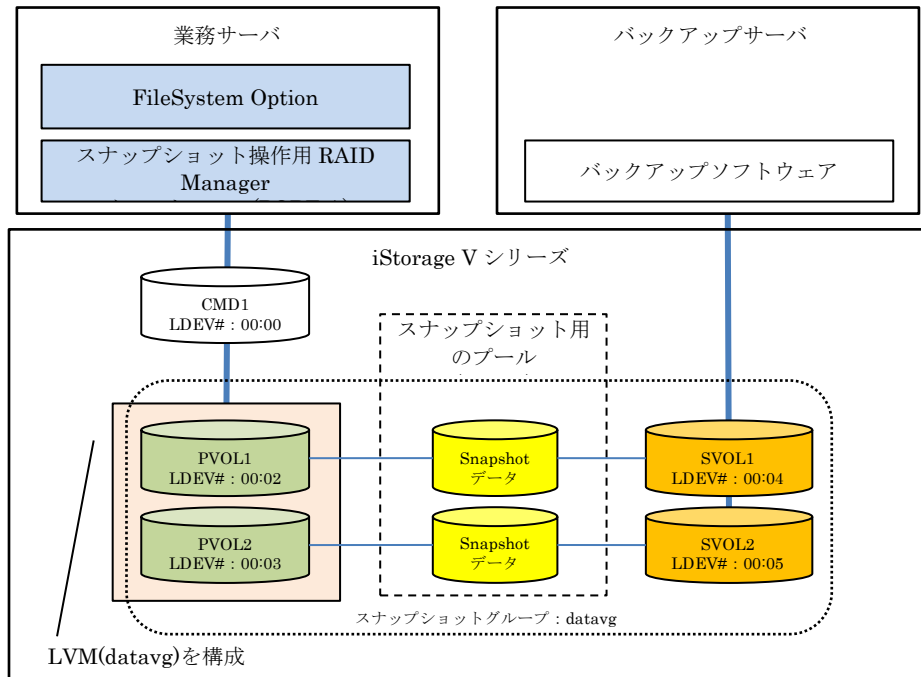 業務サーバ
FileSystem Option
スナップショット操作用 RAID
Manager
バックアップサーバ
バックアップソフトウェア
iStorage V シリーズ
CMD1
LDEV#：00:00
スナップショット用
のプール
PVOL1
LDEV#：00:02
Snapshot
データ
SVOL1
LDEV#：00:04
PVOL2
LDEV#：00:03
Snapshot
データ
SVOL2
LDEV#：00:05
スナップショットグループ：datavg
LVM(datavg)を構成